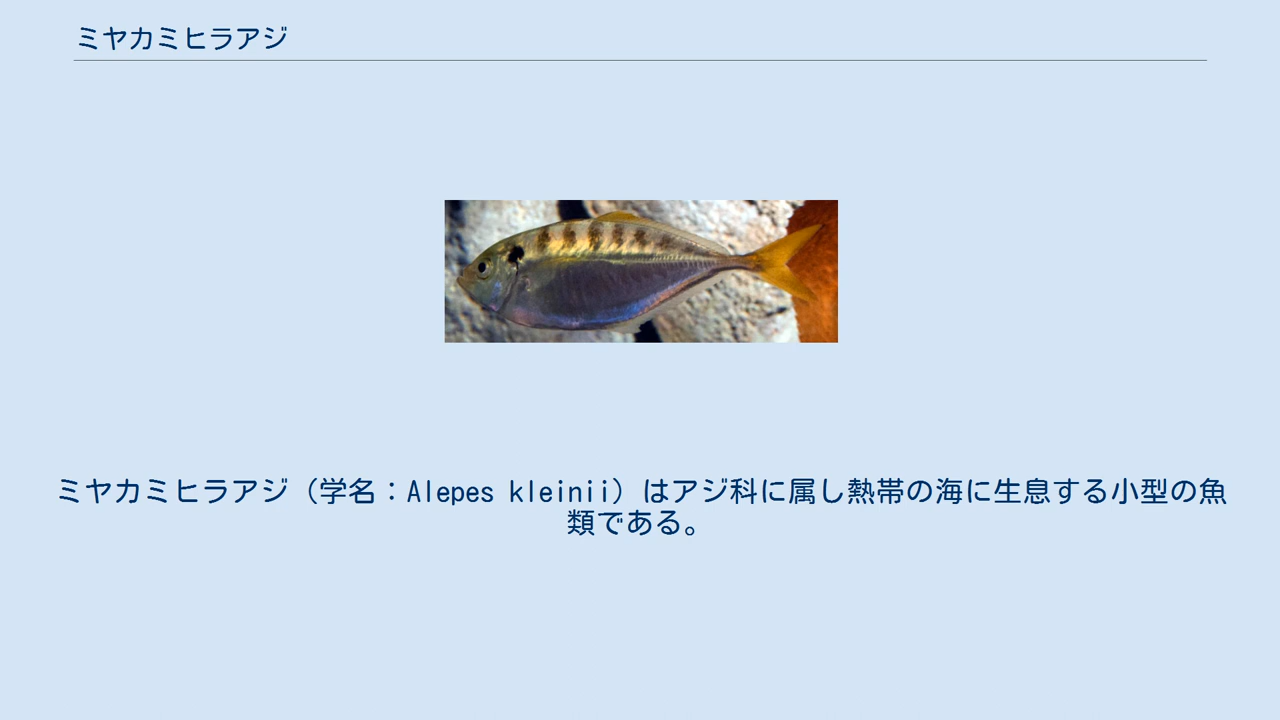 ミヤカミヒラアジ
ミヤカミヒラアジ（学名：Alepes kleinii）はアジ科に属し熱帯の海に生息する小型の魚
類である。